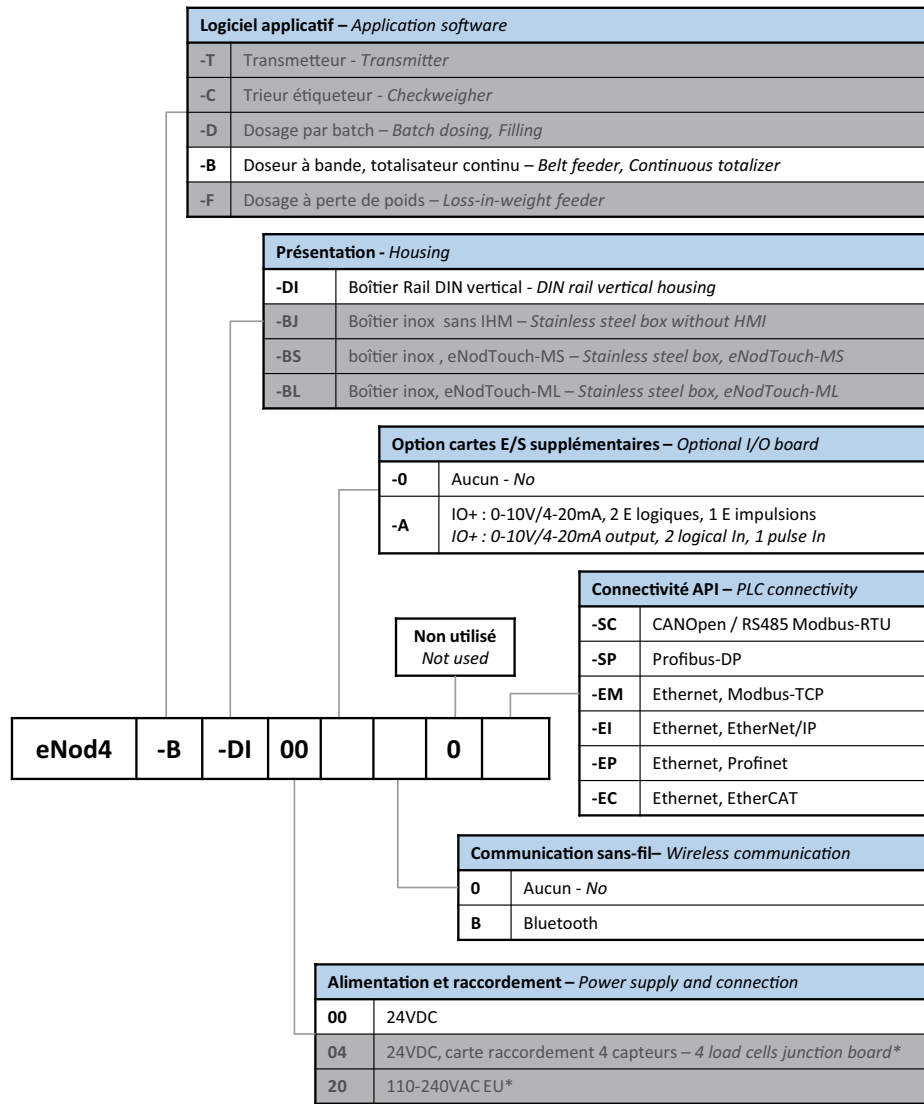 Logiciel applicatif – Application software
-T Transmetteur - Transmitter
-C Trieur étiqueteur - Checkweigher
-D Dosage par batch – Batch dosing, Filling
-B Doseur à bande, totalisateur continu – Belt feeder, Continuous totalizer
-F Dosage à perte de poids – Loss-in-weight feeder
Présentation - Housing
-DI Boîtier Rail DIN vertical - DIN rail vertical housing
-BJ Boîtier inox sans IHM – Stainless steel box without HMI
-BS boîtier inox , eNodTouch-MS – Stainless steel box, eNodTouch-MS
-BL Boîtier inox, eNodTouch-ML – Stainless steel box, eNodTouch-ML
Option cartes E/S supplémentaires – Optional I/O board
-0 Aucun - No
-A IO+ : 0-10V/4-20mA, 2 E logiques, 1 E impulsions
IO+ : 0-10V/4-20mA output, 2 logical In, 1 pulse In
Connectivité API – PLC connectivity
-SC CANOpen / RS485 Modbus-RTU
-SP Profibus-DP
-EM Ethernet, Modbus-TCP
-EI Ethernet, EtherNet/IP
-EP Ethernet, Profinet
-EC Ethernet, EtherCAT
Non utilisé
Not used
eNod4 -B -DI 00 0
Communication sans-fil– Wireless communication
0 Aucun - No
B Bluetooth
Alimentation et raccordement – Power supply and connection
00 24VDC
04 24VDC, carte raccordement 4 capteurs – 4 load cells junction board*
20 110-240VAC EU*